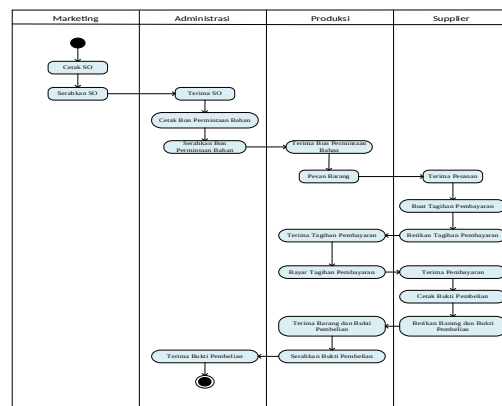 Marketing Administrasi Produksi Supplier
Cetak SO
Serahkan SO Terima SO
Cetak Bon Permintaan Bahan
Serahkan Bon
Permintaan Bahan
Terima Bon Permintaan
Bahan
Pesan Barang Terima Pesanan
Buat Tagihan Pembayaran
Terima Tagihan Pembayaran Berikan Tagihan Pembayaran
Bayar Tagihan Pembayaran Terima Pembayaran
Cetak Bukti Pembelian
Terima Barang dan Bukti
Pembelian
Berikan Barang dan Bukti
Pembelian
Terima Bukti Pembelian Serahkan Bukti Pembelian